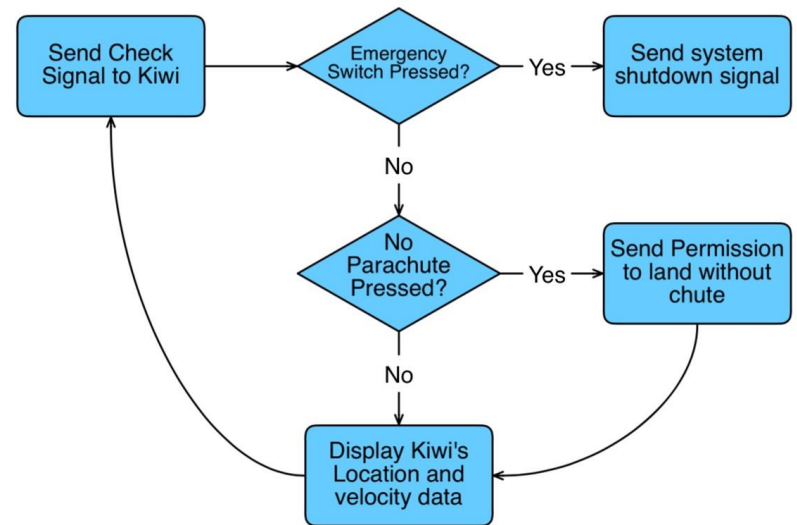 Send Check
Signal to Kiwi
Emergency
Switch Pressed?
Yes
Send system
shutdown signal
No
No
Parachute
Pressed?
Yes
Send Permission
to land without
chute
No
Display Kiwi's
Location and
velocity data